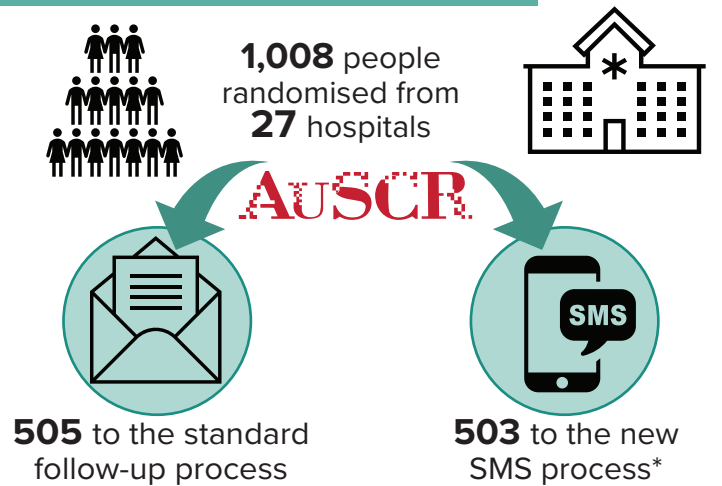 1,008 people
randomised from
27 hospitals
AuSCR
SMS
505 to the standard
follow-up process
503 to the new
SMS process*